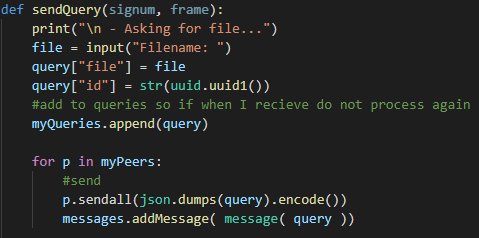 def sendQuery(signum, frame):
    print("\n - Asking for file...")
    file = input("Filename: ")
    query["file"] = file
    query["id"] = str(uuid.uuid1())
    #add to queries so if when I recieve do not process again
    myQueries.append(query)

    for p in myPeers:
        #send
        p.sendall(json.dumps(query).encode())
        messages.addMessage( message( query ))